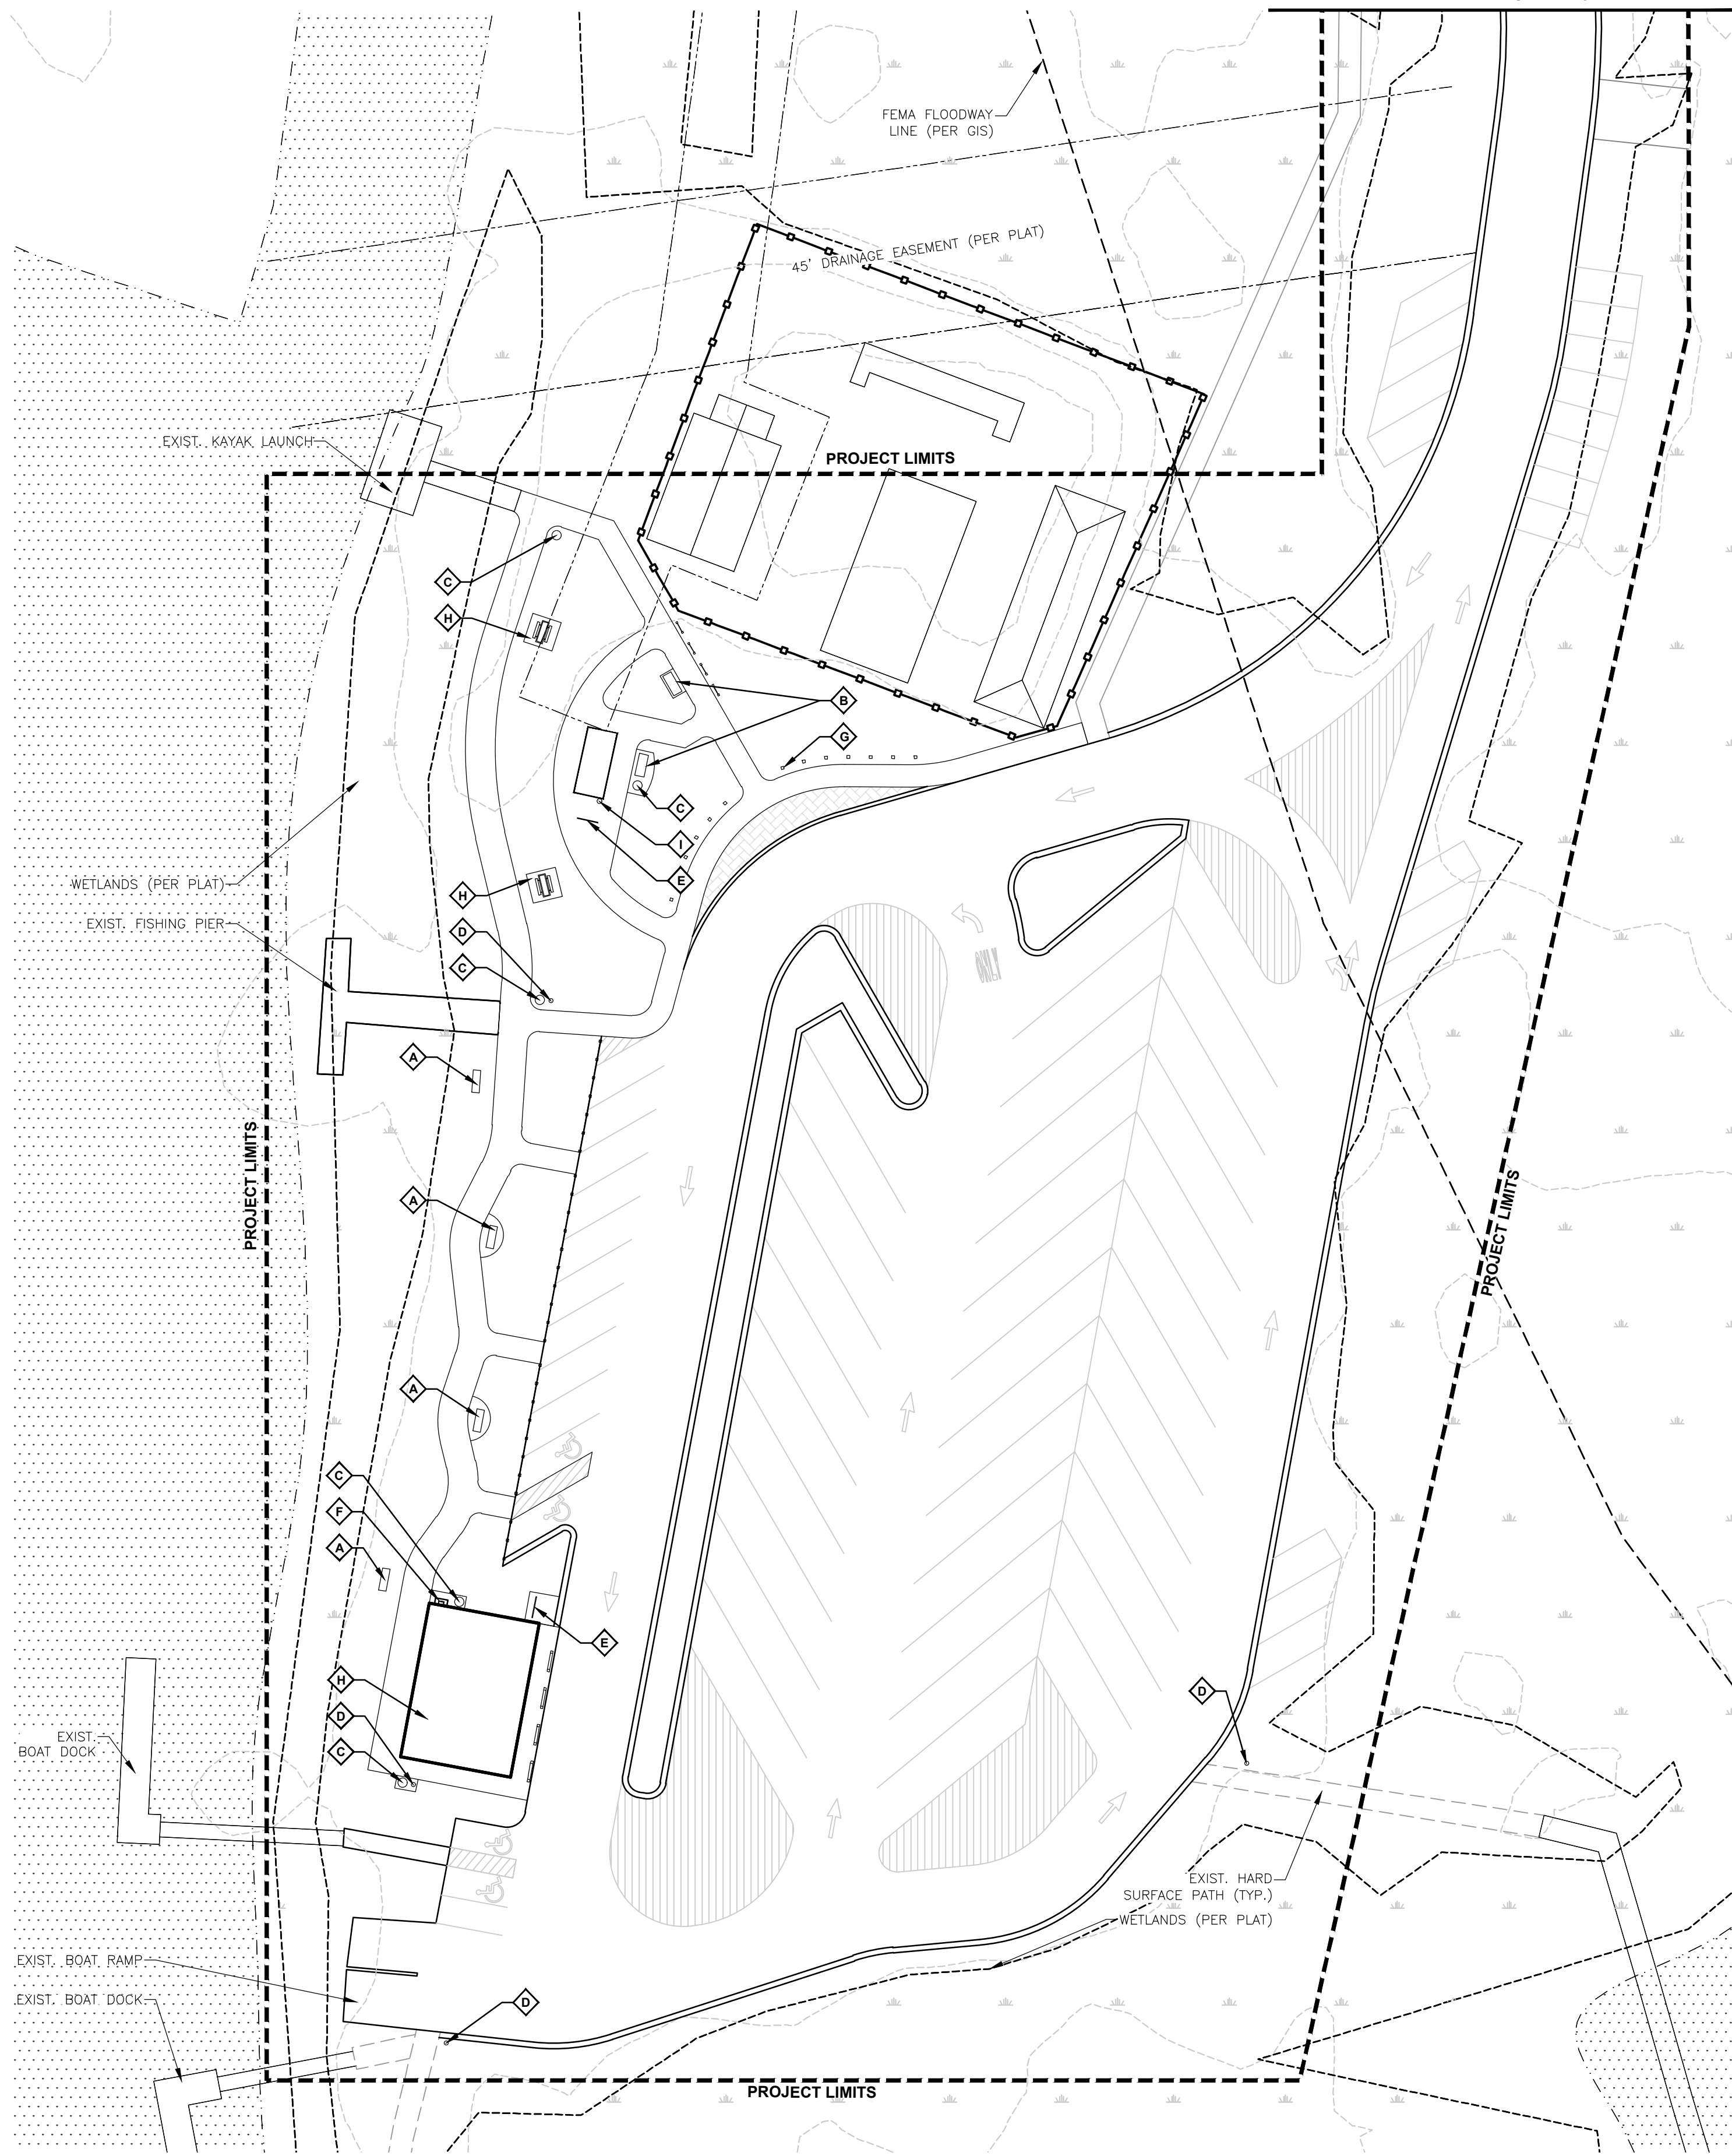 FEMA FLOODWAY
LINE (PER GIS)
45' DRAINAGE EASEMENT (PER PLAT)
EXIST. KAYAK LAUNCH
PROJECT LIMITS
C
H
B
G
C
I
E
WETLANDS (PER PLAT)
H
EXIST. FISHING PIER
D
C
ONLY
A
PROJECT LIMITS
PROJECT LIMITS
A
A
C
F
A
E
H
D
D
C
EXIST.
BOAT DOCK
EXIST. HARD
SURFACE PATH (TYP.)
WETLANDS (PER PLAT)
EXIST. BOAT RAMP
EXIST. BOAT DOCK
D
PROJECT LIMITS